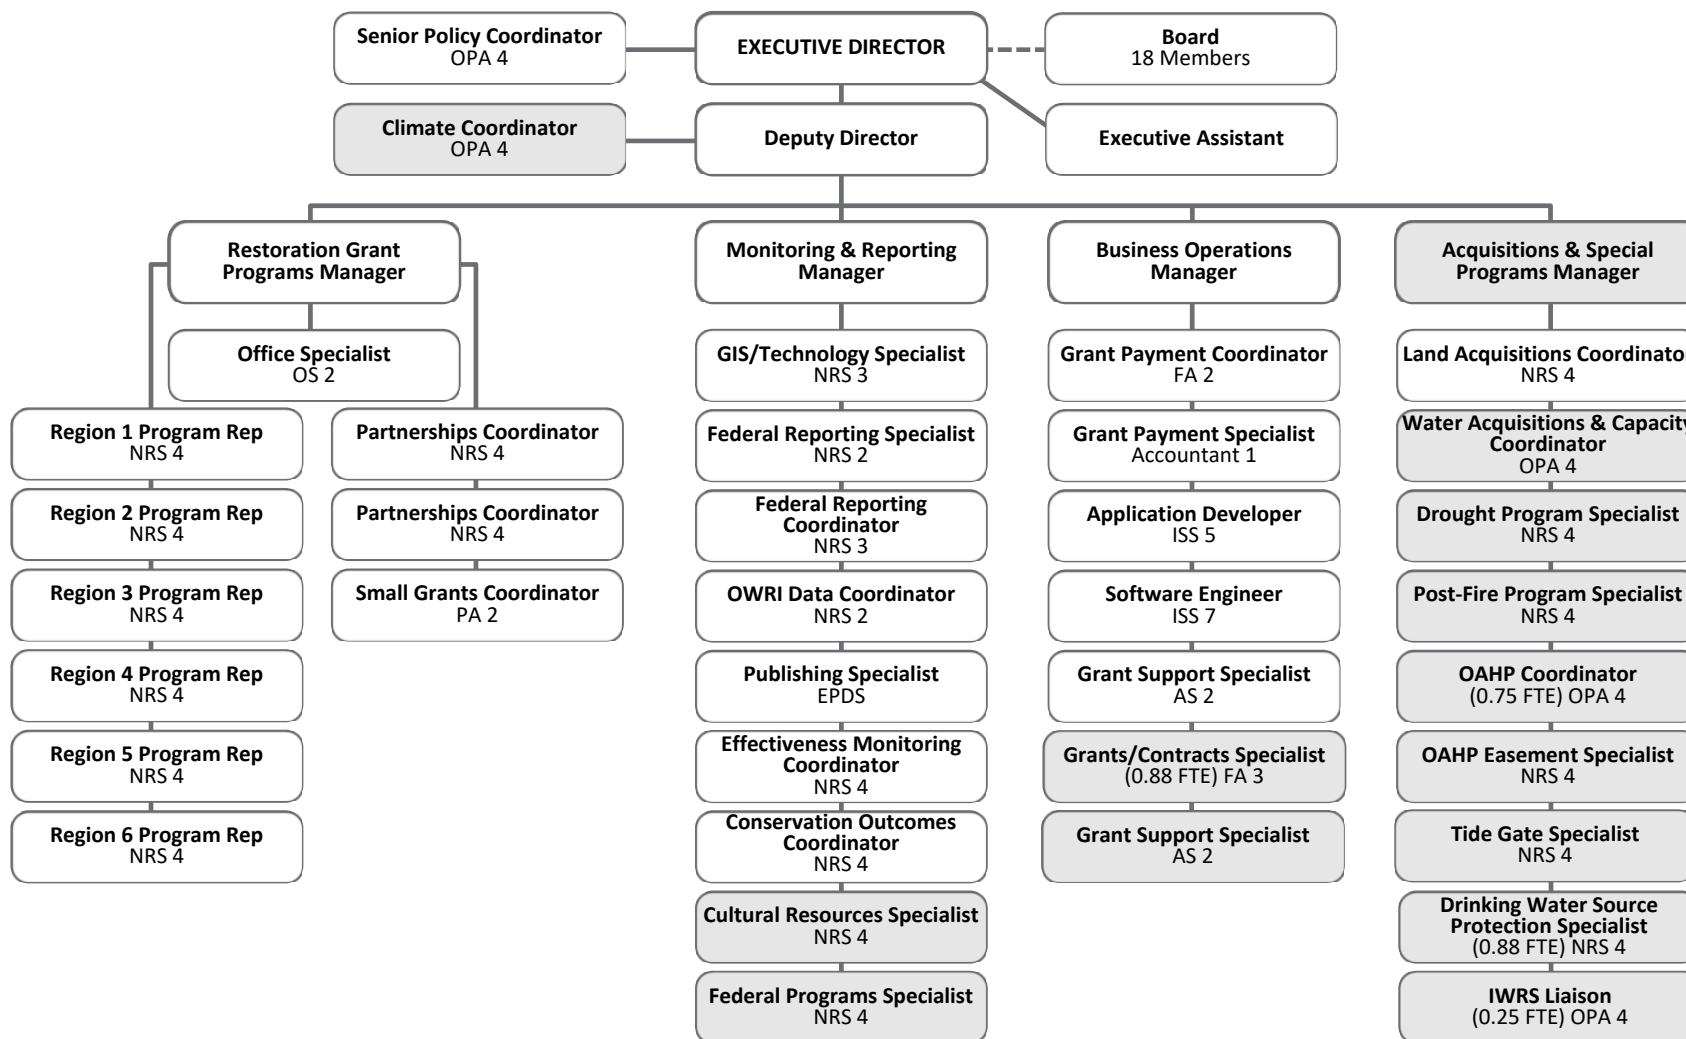 Senior Policy Coordinator
OPA 4
EXECUTIVE DIRECTOR
Board
18 Members
Climate Coordinator
OPA 4
Deputy Director
Executive Assistant
Restoration Grant
Programs Manager
Office Specialist
OS 2
Region 1 Program Rep
NRS 4
Region 2 Program Rep
NRS 4
Region 3 Program Rep
NRS 4
Region 4 Program Rep
NRS 4
Region 5 Program Rep
NRS 4
Region 6 Program Rep
NRS 4
Partnerships Coordinator
NRS 4
Partnerships Coordinator
NRS 4
Small Grants Coordinator
PA 2
Monitoring & Reporting
Manager
GIS/Technology Specialist
NRS 3
Federal Reporting Specialist
NRS 2
Federal Reporting
Coordinator
NRS 3
OWRI Data Coordinator
NRS 2
Publishing Specialist
EPDS
Effectiveness Monitoring
Coordinator
NRS 4
Conservation Outcomes
Coordinator
NRS 4
Cultural Resources Specialist
NRS 4
Federal Programs Specialist
NRS 4
Business Operations
Manager
Grant Payment Coordinator
FA 2
Grant Payment Specialist
Accountant 1
Application Developer
ISS 5
Software Engineer
ISS 7
Grant Support Specialist
AS 2
Grants/Contracts Specialist
(0.88 FTE) FA 3
Grant Support Specialist
AS 2
Acquisitions & Special
Programs Manager
Land Acquisitions Coordinator
NRS 4
Water Acquisitions & Capacity
Coordinator
OPA 4
Drought Program Specialist
NRS 4
Post-Fire Program Specialist
NRS 4
OAHP Coordinator
(0.75 FTE) OPA 4
OAHP Easement Specialist
NRS 4
Tide Gate Specialist
NRS 4
Drinking Water Source
Protection Specialist
(0.88 FTE) NRS 4
IWRS Liaison
(0.25 FTE) OPA 4